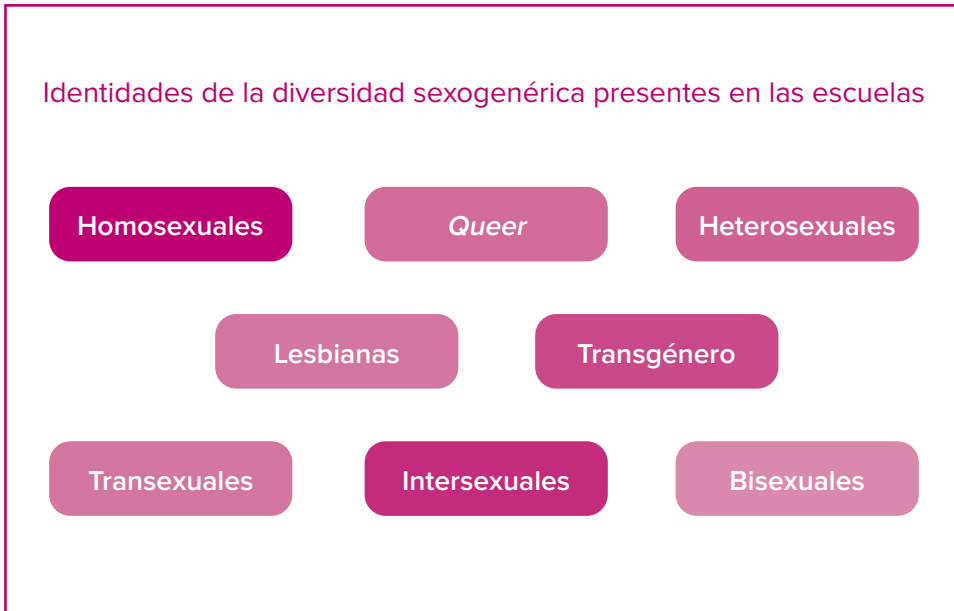 Identidades de la diversidad sexogenérica presentes en las escuelas
Homosexuales
Queer
Heterosexuales
Lesbianas
Transgénero
Transexuales
Intersexuales
Bisexuales